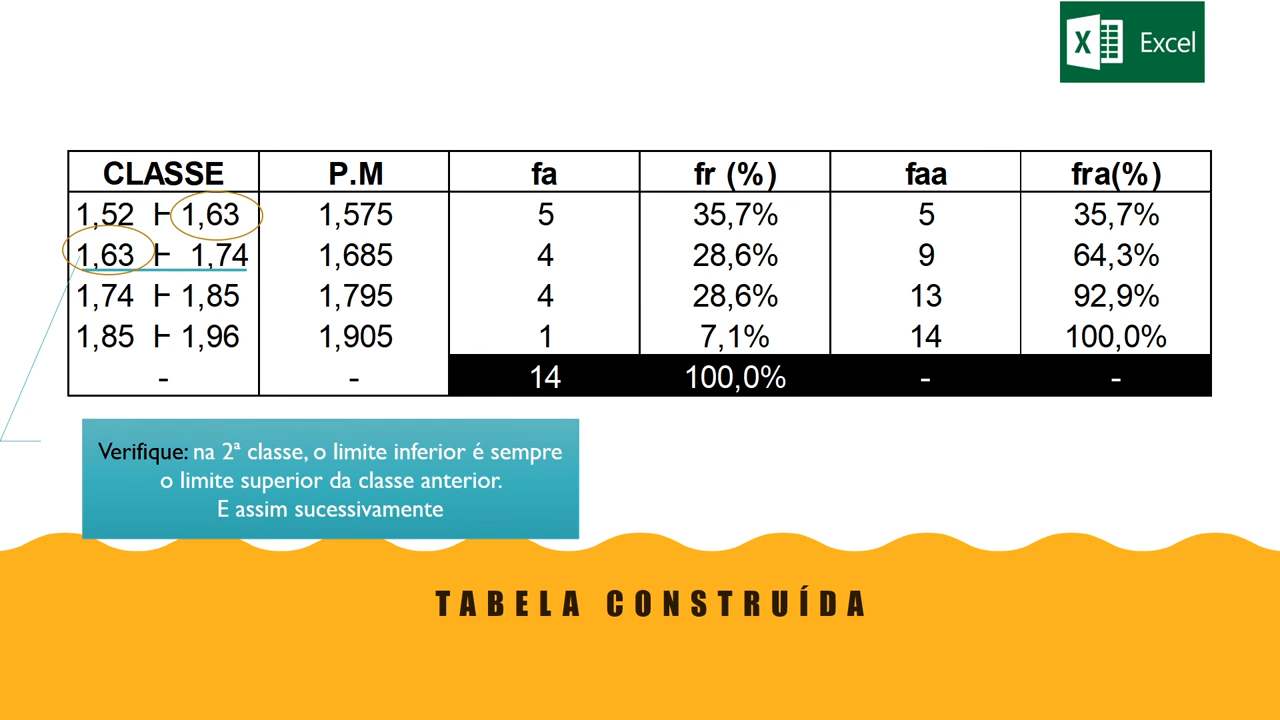 Excel
CLASSE P.M fa fr (%) faa fra(%)
1,52 Ⱶ 1,63 1,575 5 35,7% 5 35,7%
1,63 Ⱶ 1,74 1,685 4 28,6% 9 64,3%
1,74 Ⱶ 1,85 1,795 4 28,6% 13 92,9%
1,85 Ⱶ 1,96 1,905 1 7,1% 14 100,0%
- - 14 100,0% - -
Verifique: na 2ª classe, o limite inferior é sempre
o limite superior da classe anterior.
E assim sucessivamente
TABELA CONSTRUÍDA